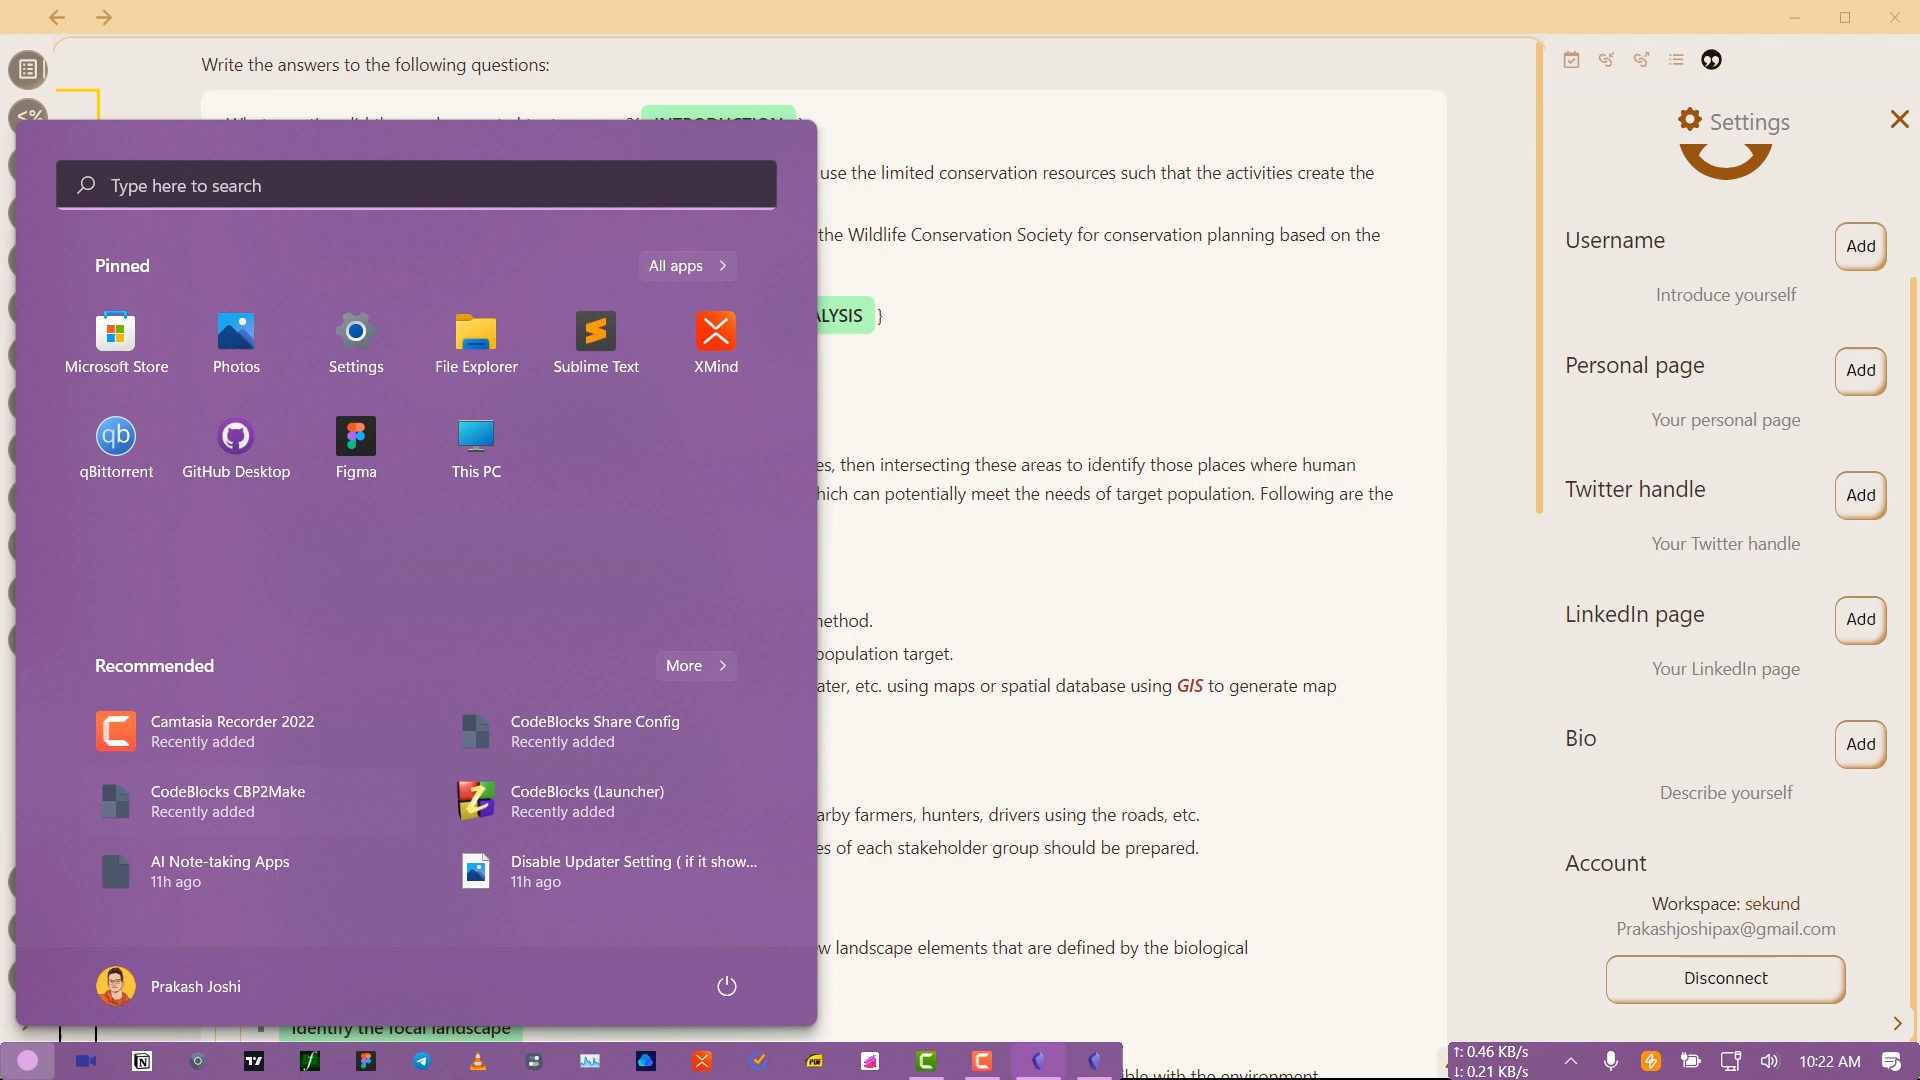 Write the answers to the following questions:
Type here to search
Pinned
All apps
Microsoft Store
Photos
Settings
File Explorer
Sublime Text
XMind
qBittorrent
GitHub Desktop
Figma
This PC
Recommended
More
Camtasia Recorder 2022
Recently added
CodeBlocks Share Config
Recently added
CodeBlocks CBP2Make
Recently added
CodeBlocks (Launcher)
Recently added
AI Note-taking Apps
11h ago
Disable Updater Setting ( if it show...
11h ago
Prakash Joshi
use the limited conservation resources such that the activities create the
the Wildlife Conservation Society for conservation planning based on the
ALYSIS }
es, then intersecting these areas to identify those places where human
hich can potentially meet the needs of target population. Following are the
method.
population target.
ater, etc. using maps or spatial database using GIS to generate map
arby farmers, hunters, drivers using the roads, etc.
es of each stakeholder group should be prepared.
w landscape elements that are defined by the biological
Identify the focal landscape
ible with the environment
Settings
Username
Add
Introduce yourself
Personal page
Add
Your personal page
Twitter handle
Add
Your Twitter handle
LinkedIn page
Add
Your LinkedIn page
Bio
Add
Describe yourself
Account
Workspace: sekund
Prakashjoshipax@gmail.com
Disconnect
↑: 0.46 KB/s
↓: 0.21 KB/s
10:22 AM